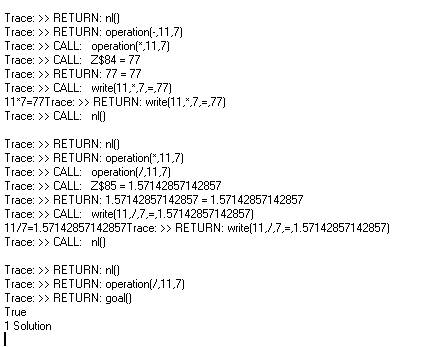 Trace: >> RETURN: nl()
Trace: >> RETURN: operation(-,11,7)
Trace: >> CALL: operation(*,11,7)
Trace: >> CALL: Z$84 = 77
Trace: >> RETURN: 77 = 77
Trace: >> CALL: write(11,*,7,=,77)
11*7=77Trace: >> RETURN: write(11,*,7,=,77)
Trace: >> CALL: nl()
Trace: >> RETURN: nl()
Trace: >> RETURN: operation(*,11,7)
Trace: >> CALL: operation(/,11,7)
Trace: >> CALL: Z$85 = 1.57142857142857
Trace: >> RETURN: 1.57142857142857 = 1.57142857142857
Trace: >> CALL: write(11,/,7,=,1.57142857142857)
11/7=1.57142857142857Trace: >> RETURN: write(11,/,7,=,1.57142857142857)
Trace: >> CALL: nl()
Trace: >> RETURN: nl()
Trace: >> RETURN: operation(/,11,7)
Trace: >> RETURN: goal()
True
1 Solution